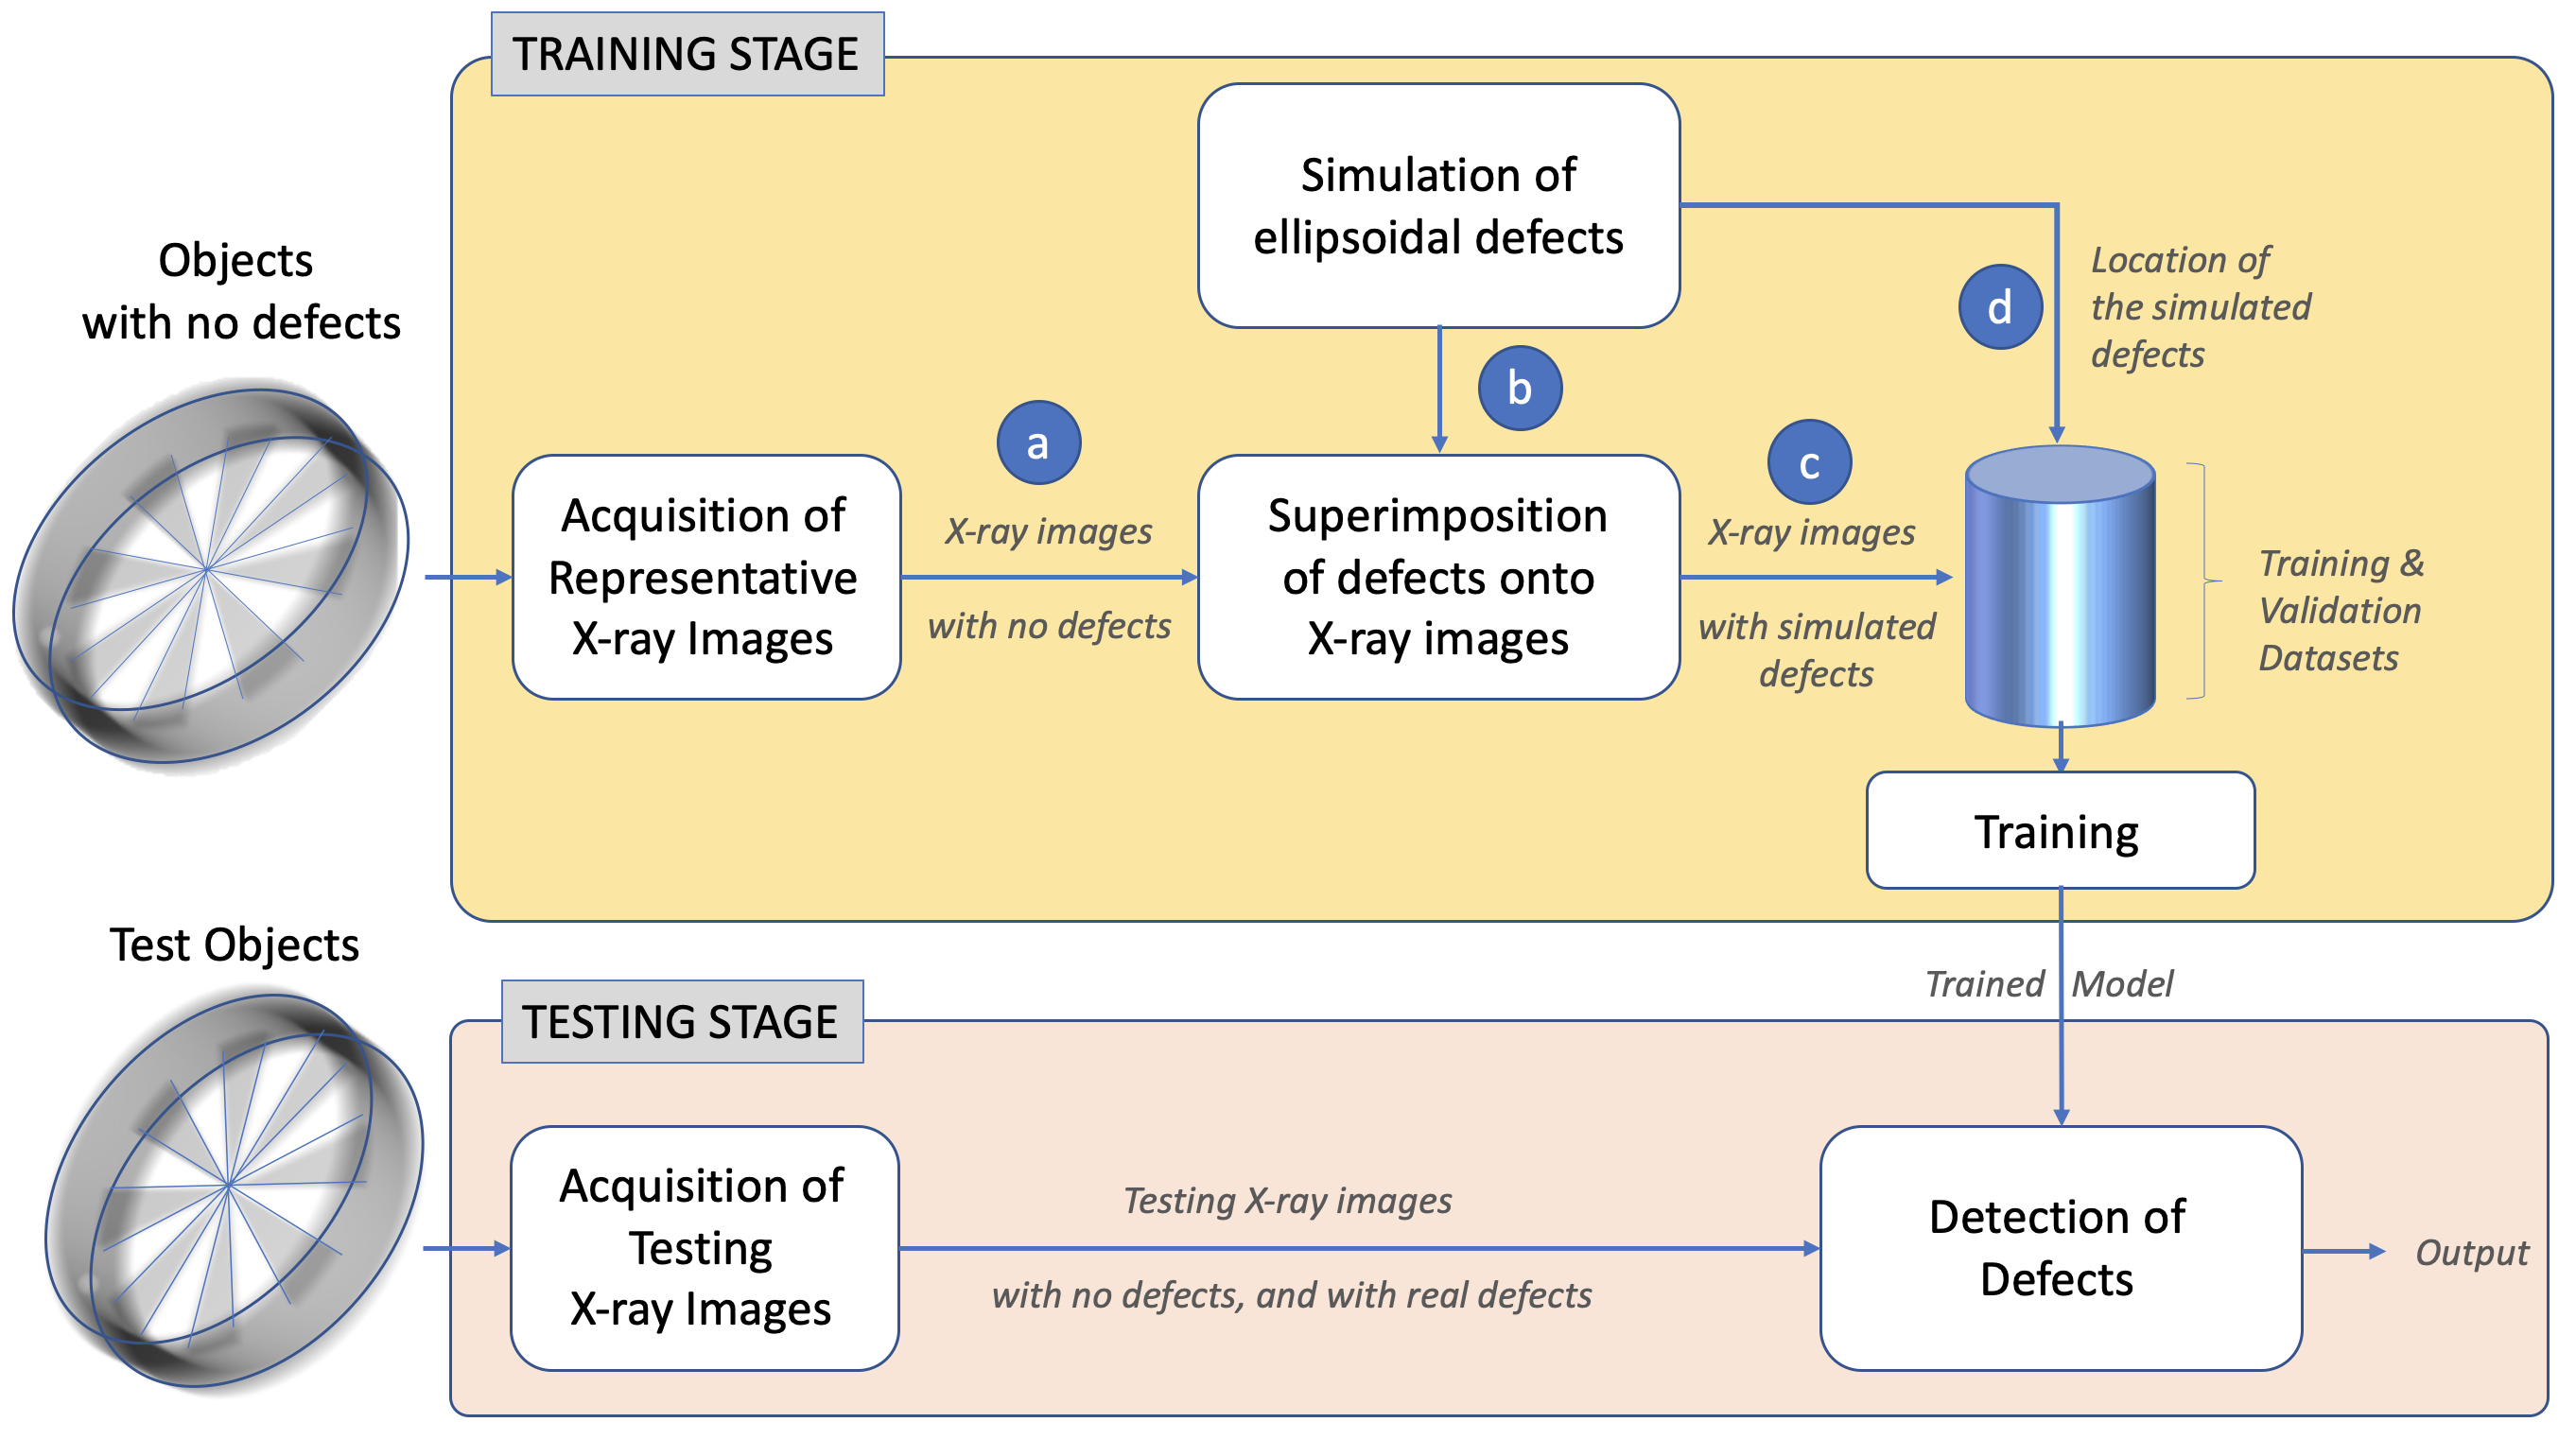 TRAINING STAGE
Objects
with no defects
Simulation of
ellipsoidal defects
d
Location of
the simulated
defects
b
a
c
Acquisition of
Representative
X-ray Images
X-ray images
with no defects
Superimposition
of defects onto
X-ray images
X-ray images
with simulated
defects
Training &
Validation
Datasets
Training
Trained Model
Test Objects
TESTING STAGE
Acquisition of
Testing
X-ray Images
Testing X-ray images
with no defects, and with real defects
Detection of
Defects
Output